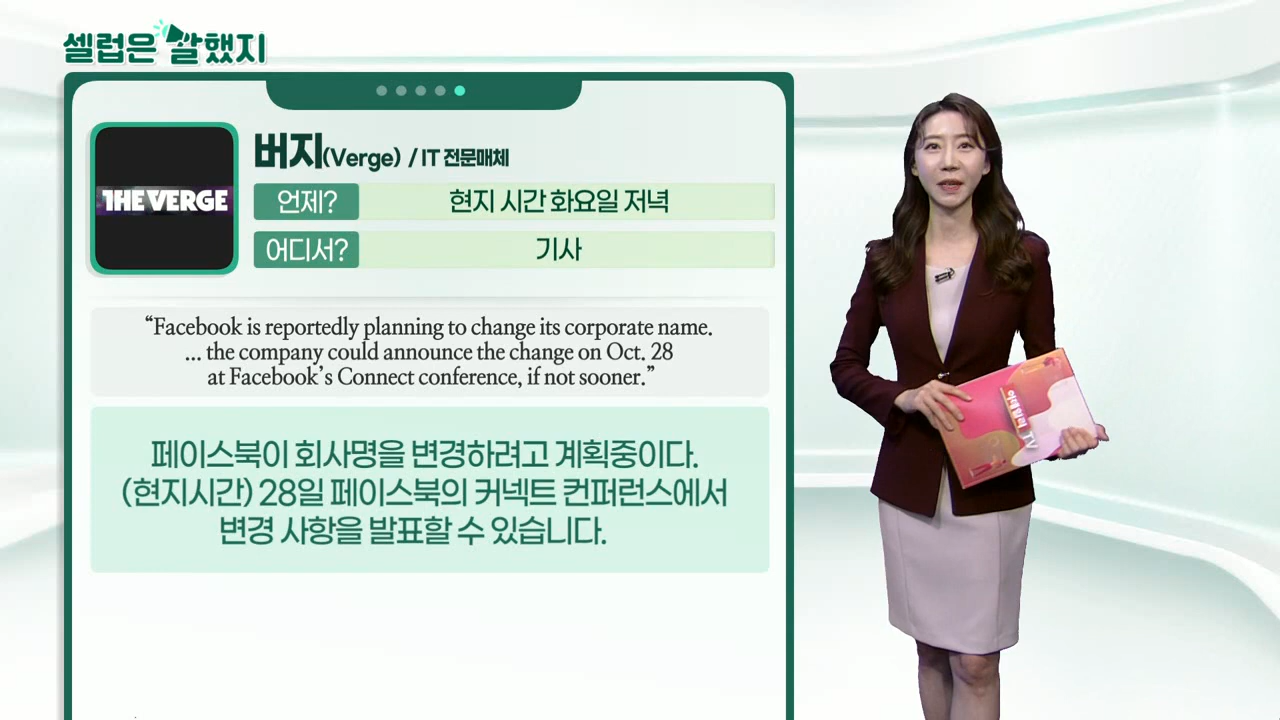 셀럽은 말했지
버지(Verge) / IT 전문매체
THE VERGE
언제? 현지 시간 화요일 저녁
어디서? 기사
“Facebook is reportedly planning to change its corporate name.
... the company could announce the change on Oct. 28
at Facebook’s Connect conference, if not sooner.”
페이스북이 회사명을 변경하려고 계획중이다.
(현지시간) 28일 페이스북의 커넥트 컨퍼런스에서
변경 사항을 발표할 수 있습니다.
이데일리 TV